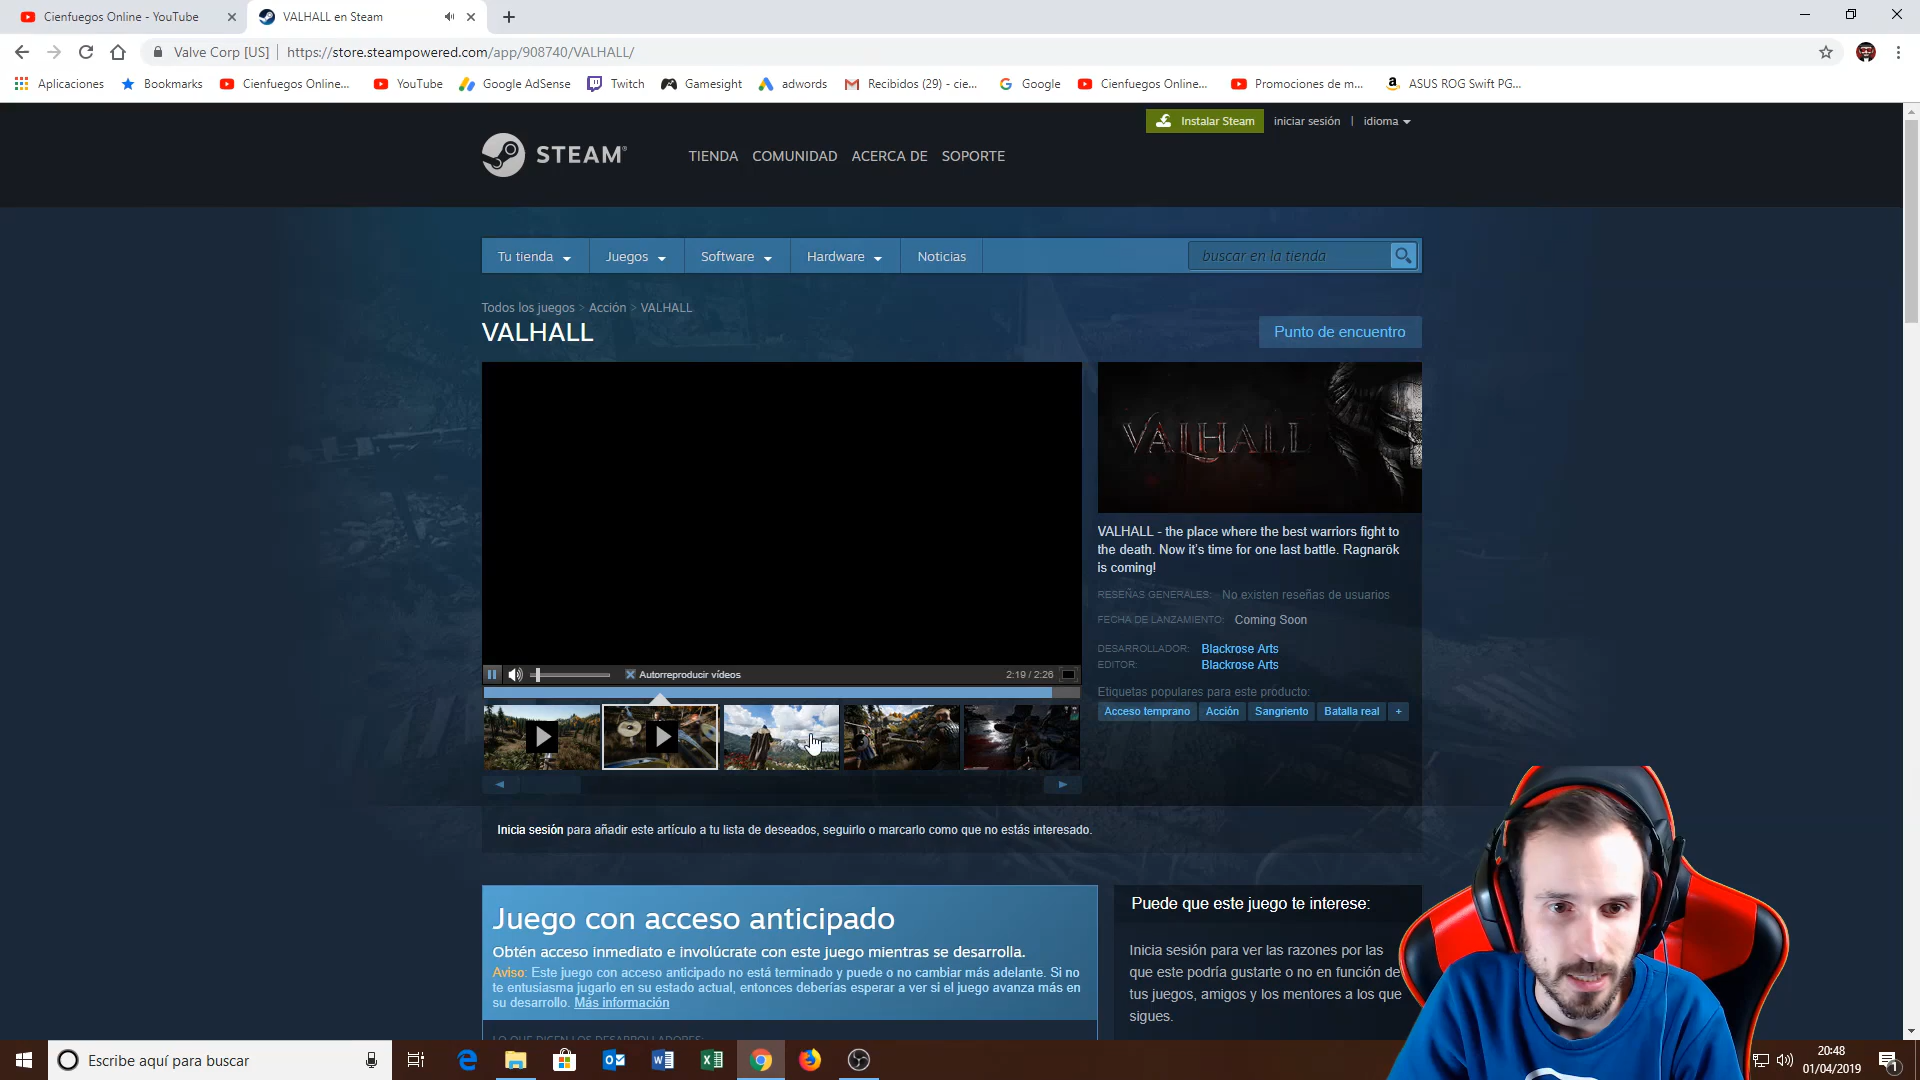 Cienfuegos Online - YouTube
VALHALL en Steam
Valve Corp [US]
https://store.steampowered.com/app/908740/VALHALL/
Aplicaciones
Bookmarks
Cienfuegos Online...
YouTube
Google AdSense
Twitch
Gamesight
adwords
Recibidos (29) - cie...
Google
Cienfuegos Online...
Promociones de m...
ASUS ROG Swift PG...
Instalar Steam
iniciar sesión | idioma
STEAM
TIENDA COMUNIDAD ACERCA DE SOPORTE
Tu tienda
Juegos
Software
Hardware
Noticias
buscar en la tienda
Todos los juegos > Acción > VALHALL
VALHALL
Punto de encuentro
VALHALL
VALHALL - the place where the best warriors fight to
the death. Now it's time for one last battle. Ragnarök
is coming!
RESEÑAS GENERALES: No existen reseñas de usuarios
FECHA DE LANZAMIENTO: Coming Soon
DESARROLLADOR: Blackrose Arts
EDITOR: Blackrose Arts
Etiquetas populares para este producto:
Acceso temprano
Acción
Sangriento
Batalla real
+
Autorreproducir vídeos
2:19 / 2:26
Inicia sesión para añadir este artículo a tu lista de deseados, seguirlo o marcarlo como que no estás interesado.
Juego con acceso anticipado
Obtén acceso inmediato e involúcrate con este juego mientras se desarrolla.
Aviso: Este juego con acceso anticipado no está terminado y puede o no cambiar más adelante. Si no
te entusiasma jugarlo en su estado actual, entonces deberías esperar a ver si el juego avanza más en
su desarrollo. Más información
LO QUE DICEN LOS DESARROLLADORES:
Puede que este juego te interese:
Inicia sesión para ver las razones por las
que este podría gustarte o no en función de
tus juegos, amigos y los mentores a los que
sigues.
Escribe aquí para buscar
20:48
01/04/2019
1